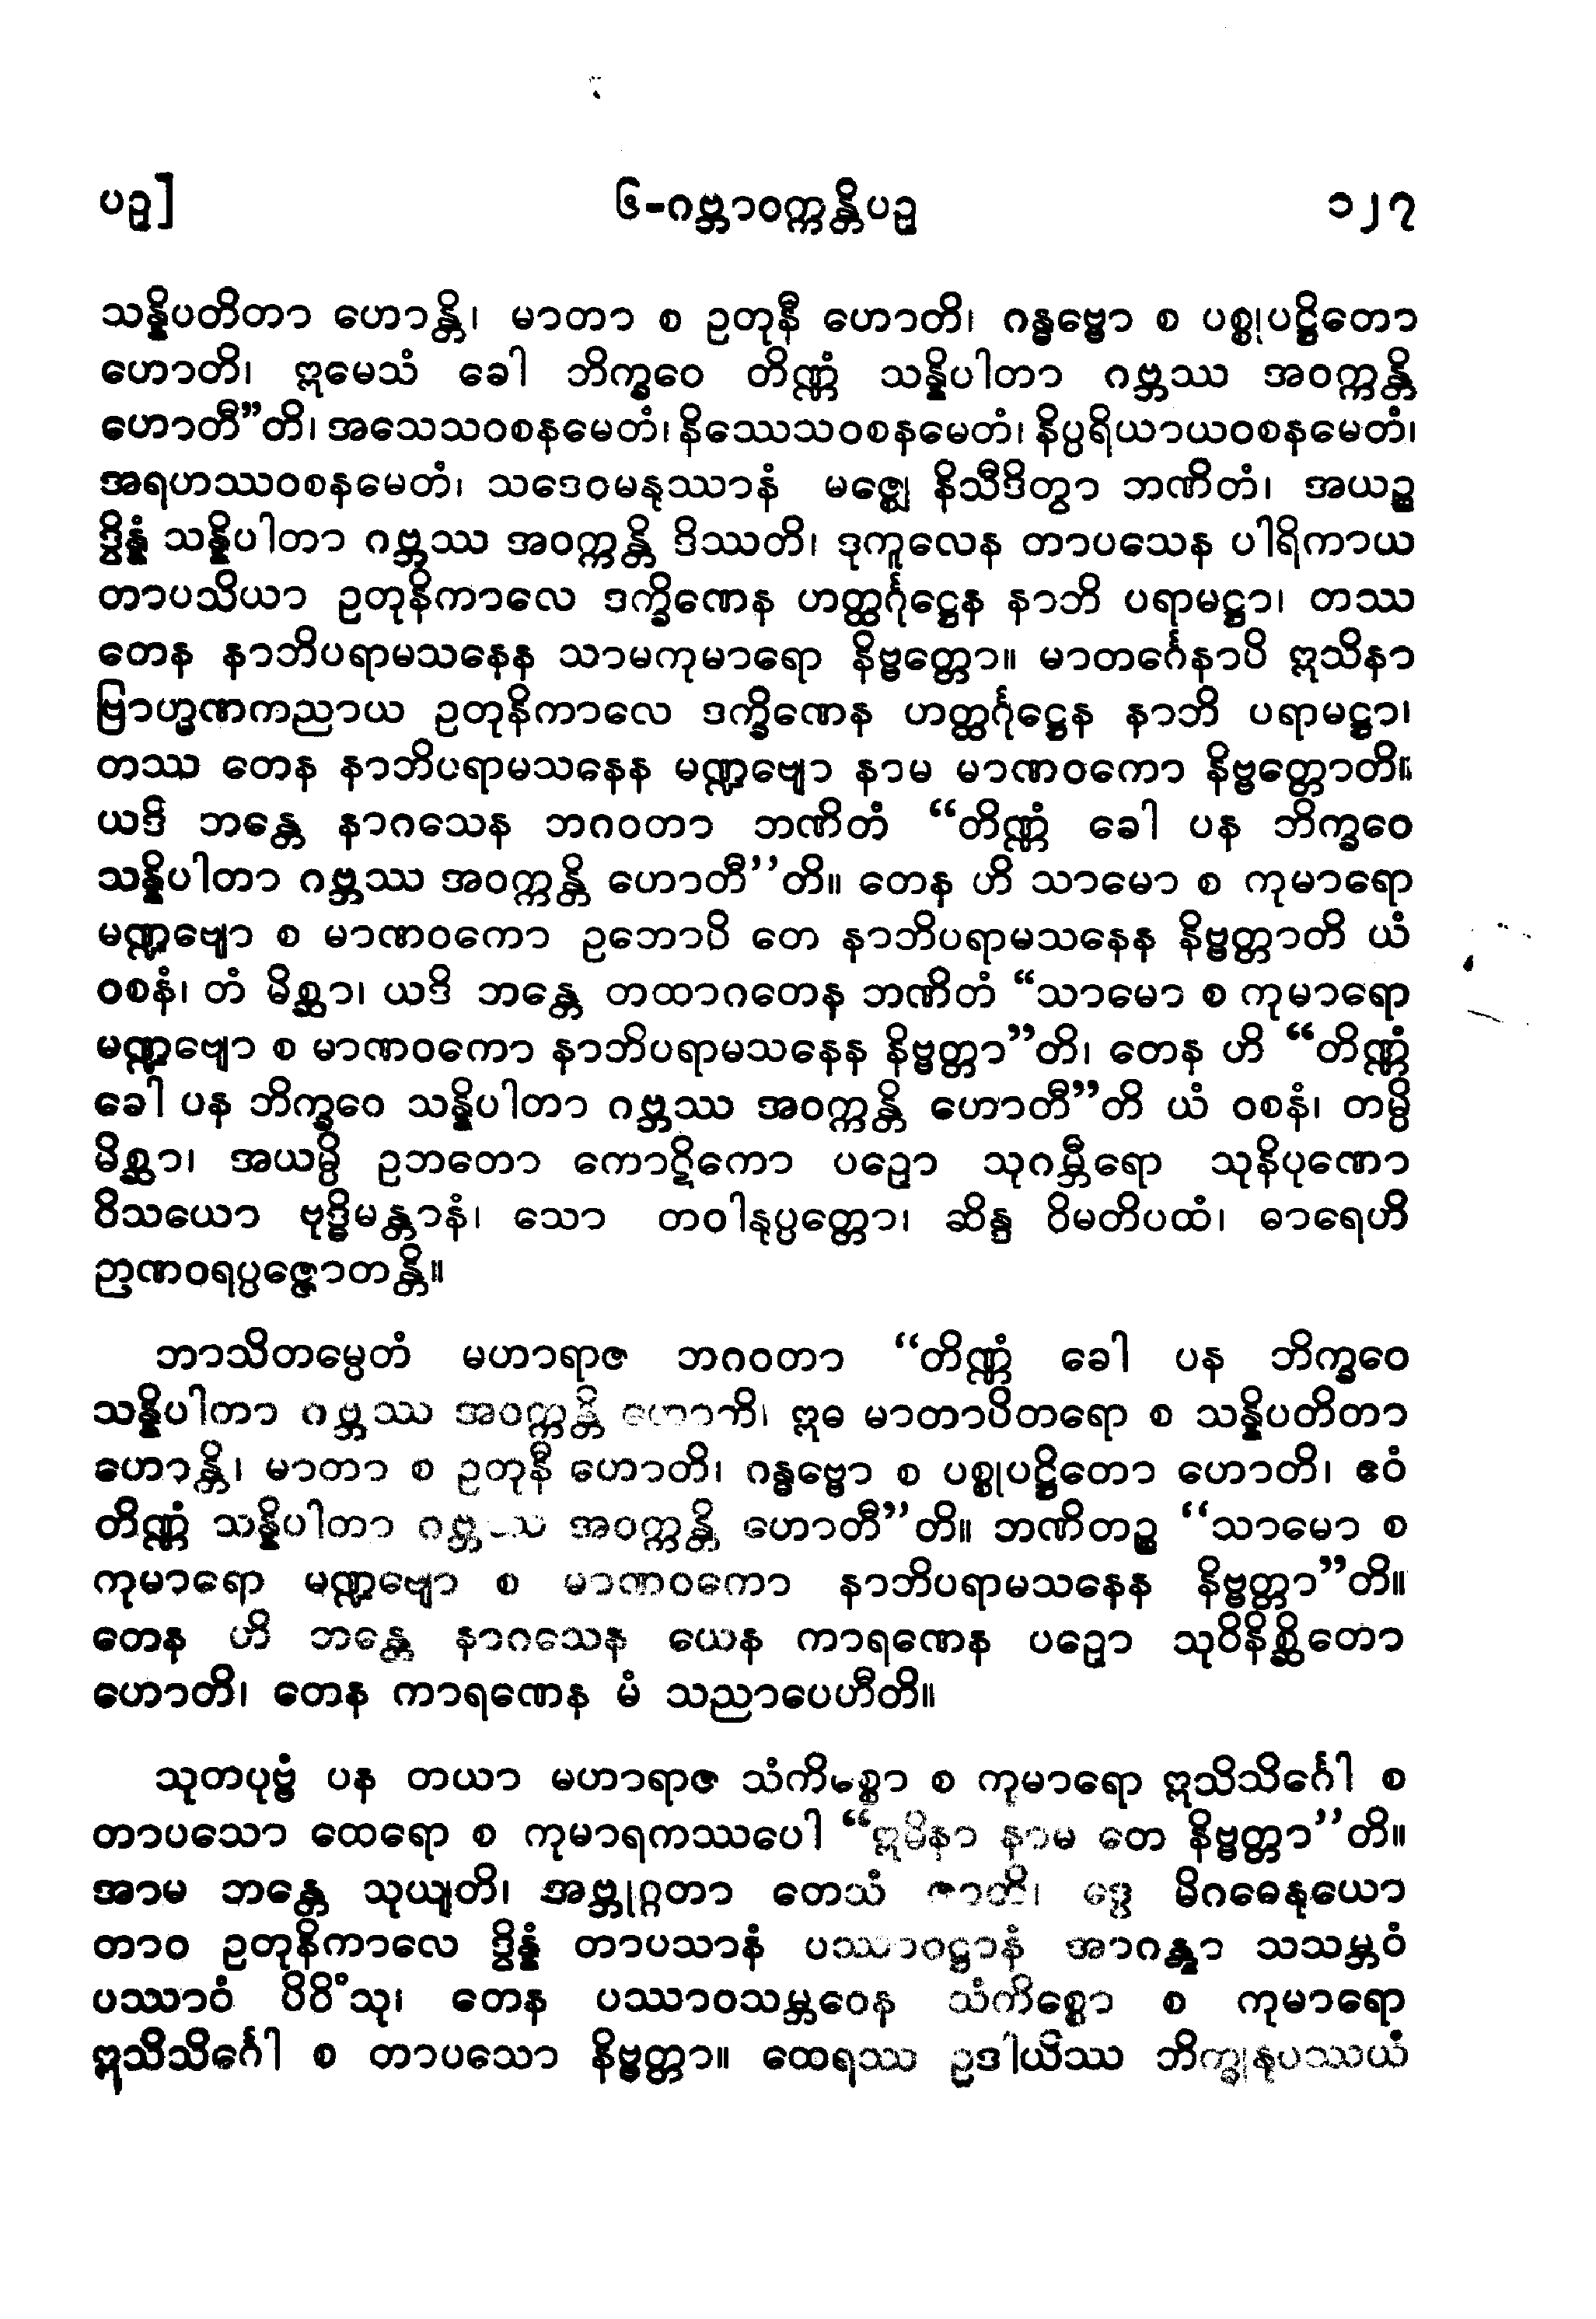 ပဥှ]	၆-ဂဗ္ဘာဝက္ကန္တိပဥှ	၁၂၇
သန္နိပတိတာ ဟောန္တိ၊ မာတာ စ ဥတုနီ ဟောတိ၊ ဂန္ဓဗ္ဗော စ ပစ္စုပဋ္ဌိတော
ဟောတိ၊ ဣမေသံ ခေါ ဘိက္ခဝေ တိဏ္ဏံ သန္နိပါတာ ဂဗ္ဘဿ အဝက္ကန္တိ
ဟောတီ”တိ၊ အသေသဝစနမေတံ၊ နိဿေသဝစနမေတံ၊ နိပ္ပရိယာယဝစနမေတံ၊
အရဟဿဝစနမေတံ၊ သဒေဝမနုဿာနံ မဇ္ဈေ နိသီဒိတွာ ဘဏိတံ၊ အယဉ္စ
ဒွိန္နံ သန္နိပါတာ ဂဗ္ဘဿ အဝက္ကန္တိ ဒိဿတိ၊ ဒုကူလေန တာပသေန ပါရိကာယ
တာပသိယာ ဥတုနိကာလေ ဒက္ခိဏေန ဟတ္ထင်္ဂုဋ္ဌေန နာဘိ ပရာမဋ္ဌာ၊ တဿ
တေန နာဘိပရာမသနေန သာမကုမာရော နိဗ္ဗတ္တော။ မာတင်္ဂေနာပိ ဣသိနာ
ဗြာဟ္မဏကညာယ ဥတုနိကာလေ ဒက္ခိဏေန ဟတ္ထင်္ဂုဋ္ဌေန နာဘိ ပရာမဋ္ဌာ၊
တဿ တေန နာဘိပရာမသနေန မဏ္ဍဗျော နာမ မာဏဝကော နိဗ္ဗတ္တောတိ။
ယဒိ ဘန္တေ နာဂသေန ဘဂဝတာ ဘဏိတံ “တိဏ္ဏံ ခေါ ပန ဘိက္ခဝေ
သန္နိပါတာ ဂဗ္ဘဿ အဝက္ကန္တိ ဟောတီ”တိ။ တေန ဟိ သာမော စ ကုမာရော
မဏ္ဍဗျော စ မာဏဝကော ဥဘောပိ တေ နာဘိပရာမသနေန နိဗ္ဗတ္တာတိ ယံ
ဝစနံ၊ တံ မိစ္ဆာ၊ ယဒိ ဘန္တေ တထာဂတေန ဘဏိတံ “သာမော စ ကုမာရော
မဏ္ဍဗျော စ မာဏဝကော နာဘိပရာမသနေန နိဗ္ဗတ္တာ”တိ၊ တေန ဟိ “တိဏ္ဏံ
ခေါ ပန ဘိက္ခဝေ သန္နိပါတာ ဂဗ္ဘဿ အဝက္ကန္တိ ဟောတီ”တိ ယံ ဝစနံ၊ တမ္ပိ
မိစ္ဆာ၊ အယမ္ပိ ဥဘတော ကောဋိကော ပဥှော သုဂမ္ဘီရော သုနိပုဏော
ဝိသယော ဗုဒ္ဓိမန္တာနံ၊ သော တဝါနုပ္ပတ္တော၊ ဆိန္ဒ ဝိမတိပထံ၊ ဓာရေဟိ
ဉာဏဝရပ္ပဇ္ဇောတန္တိ။
ဘာသိတမ္ပေတံ မဟာရာဇ ဘဂဝတာ “တိဏ္ဏံ ခေါ ပန ဘိက္ခဝေ
သန္နိပါတာ ဂဗ္ဘဿ အဝက္ကန္တိ ဟောတိ၊ ဣဓ မာတာပိတရော စ သန္နိပတိတာ
ဟောန္တိ၊ မာတာ စ ဥတုနီ ဟောတိ၊ ဂန္ဓဗ္ဗော စ ပစ္စုပဋ္ဌိတော ဟောတိ၊ ဧဝံ
တိဏ္ဏံ သန္နိပါတာ ဂဗ္ဘဿ အဝက္ကန္တိ ဟောတီ”တိ။ ဘဏိတဉ္စ “သာမော စ
ကုမာရော မဏ္ဍဗျော စ မာဏဝကော နာဘိပရာမသနေန နိဗ္ဗတ္တာ”တိ။
တေန ဟိ ဘန္တေ နာဂသေန ယေန ကာရဏေန ပဥှော သုဝိနိစ္ဆိတော
ဟောတိ၊ တေန ကာရဏေန မံ သညာပေဟီတိ။
သုတပုဗ္ဗံ ပန တယာ မဟာရာဇ သံကိစ္စော စ ကုမာရော ဣသိသိင်္ဂေါ စ
တာပသော ထေရော စ ကုမာရကဿပေါ “ဣမိနာ နာမ တေ နိဗ္ဗတ္တာ”တိ။
အာမ ဘန္တေ သုယျတိ၊ အဗ္ဘုဂ္ဂတာ တေသံ ဇာတိ၊ ဒွေ မိဂဓေနုယော
တာဝ ဥတုနိကာလေ ဒွိန္နံ တာပသာနံ ပဿာဝဋ္ဌာနံ အာဂန္တွာ သသမ္ဘဝံ
ပဿာဝံ ပိဝိံသု၊ တေန ပဿာဝသမ္ဘဝေန သံကိစ္စော စ ကုမာရော
ဣသိသိင်္ဂေါ စ တာပသော နိဗ္ဗတ္တာ။ ထေရဿ ဥဒါယိဿ ဘိက္ခုနုပဿယံ